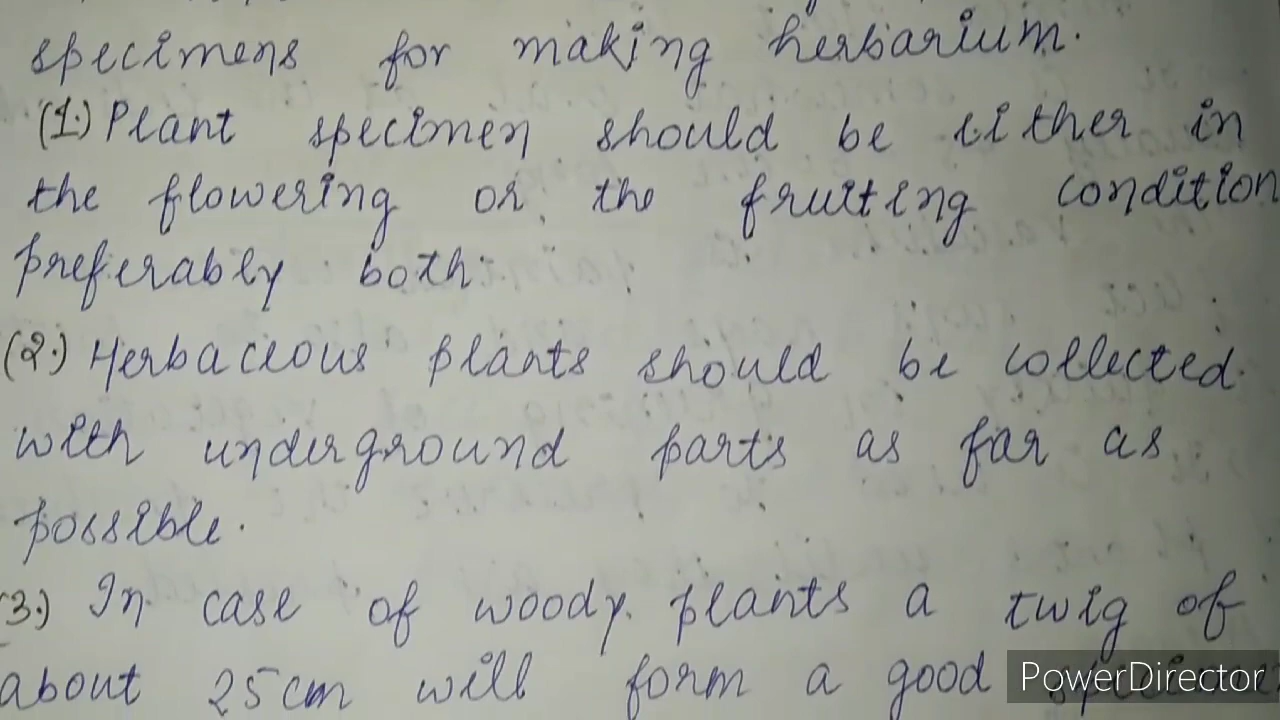 specimens for making herbarium.
(1.) Plant specimen should be either in
the flowering or the fruiting condition
preferably both.
(2.) Herbaceous plants should be collected
with underground parts as far as
possible.
(3.) In case of woody plants a twig of
about 25cm will form a good
PowerDirector